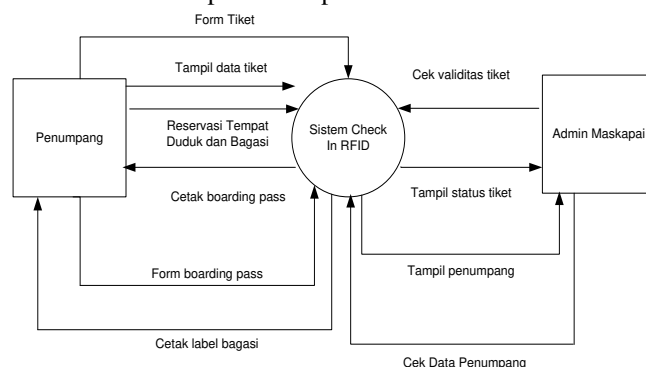 Form Tiket
Tampil data tiket
Cek validitas tiket
Penumpang
Reservasi Tempat
Duduk dan Bagasi
Sistem Check
In RFID
Admin Maskapai
Cetak boarding pass
Tampil status tiket
Form boarding pass
Tampil penumpang
Cetak label bagasi
Cek Data Penumpang